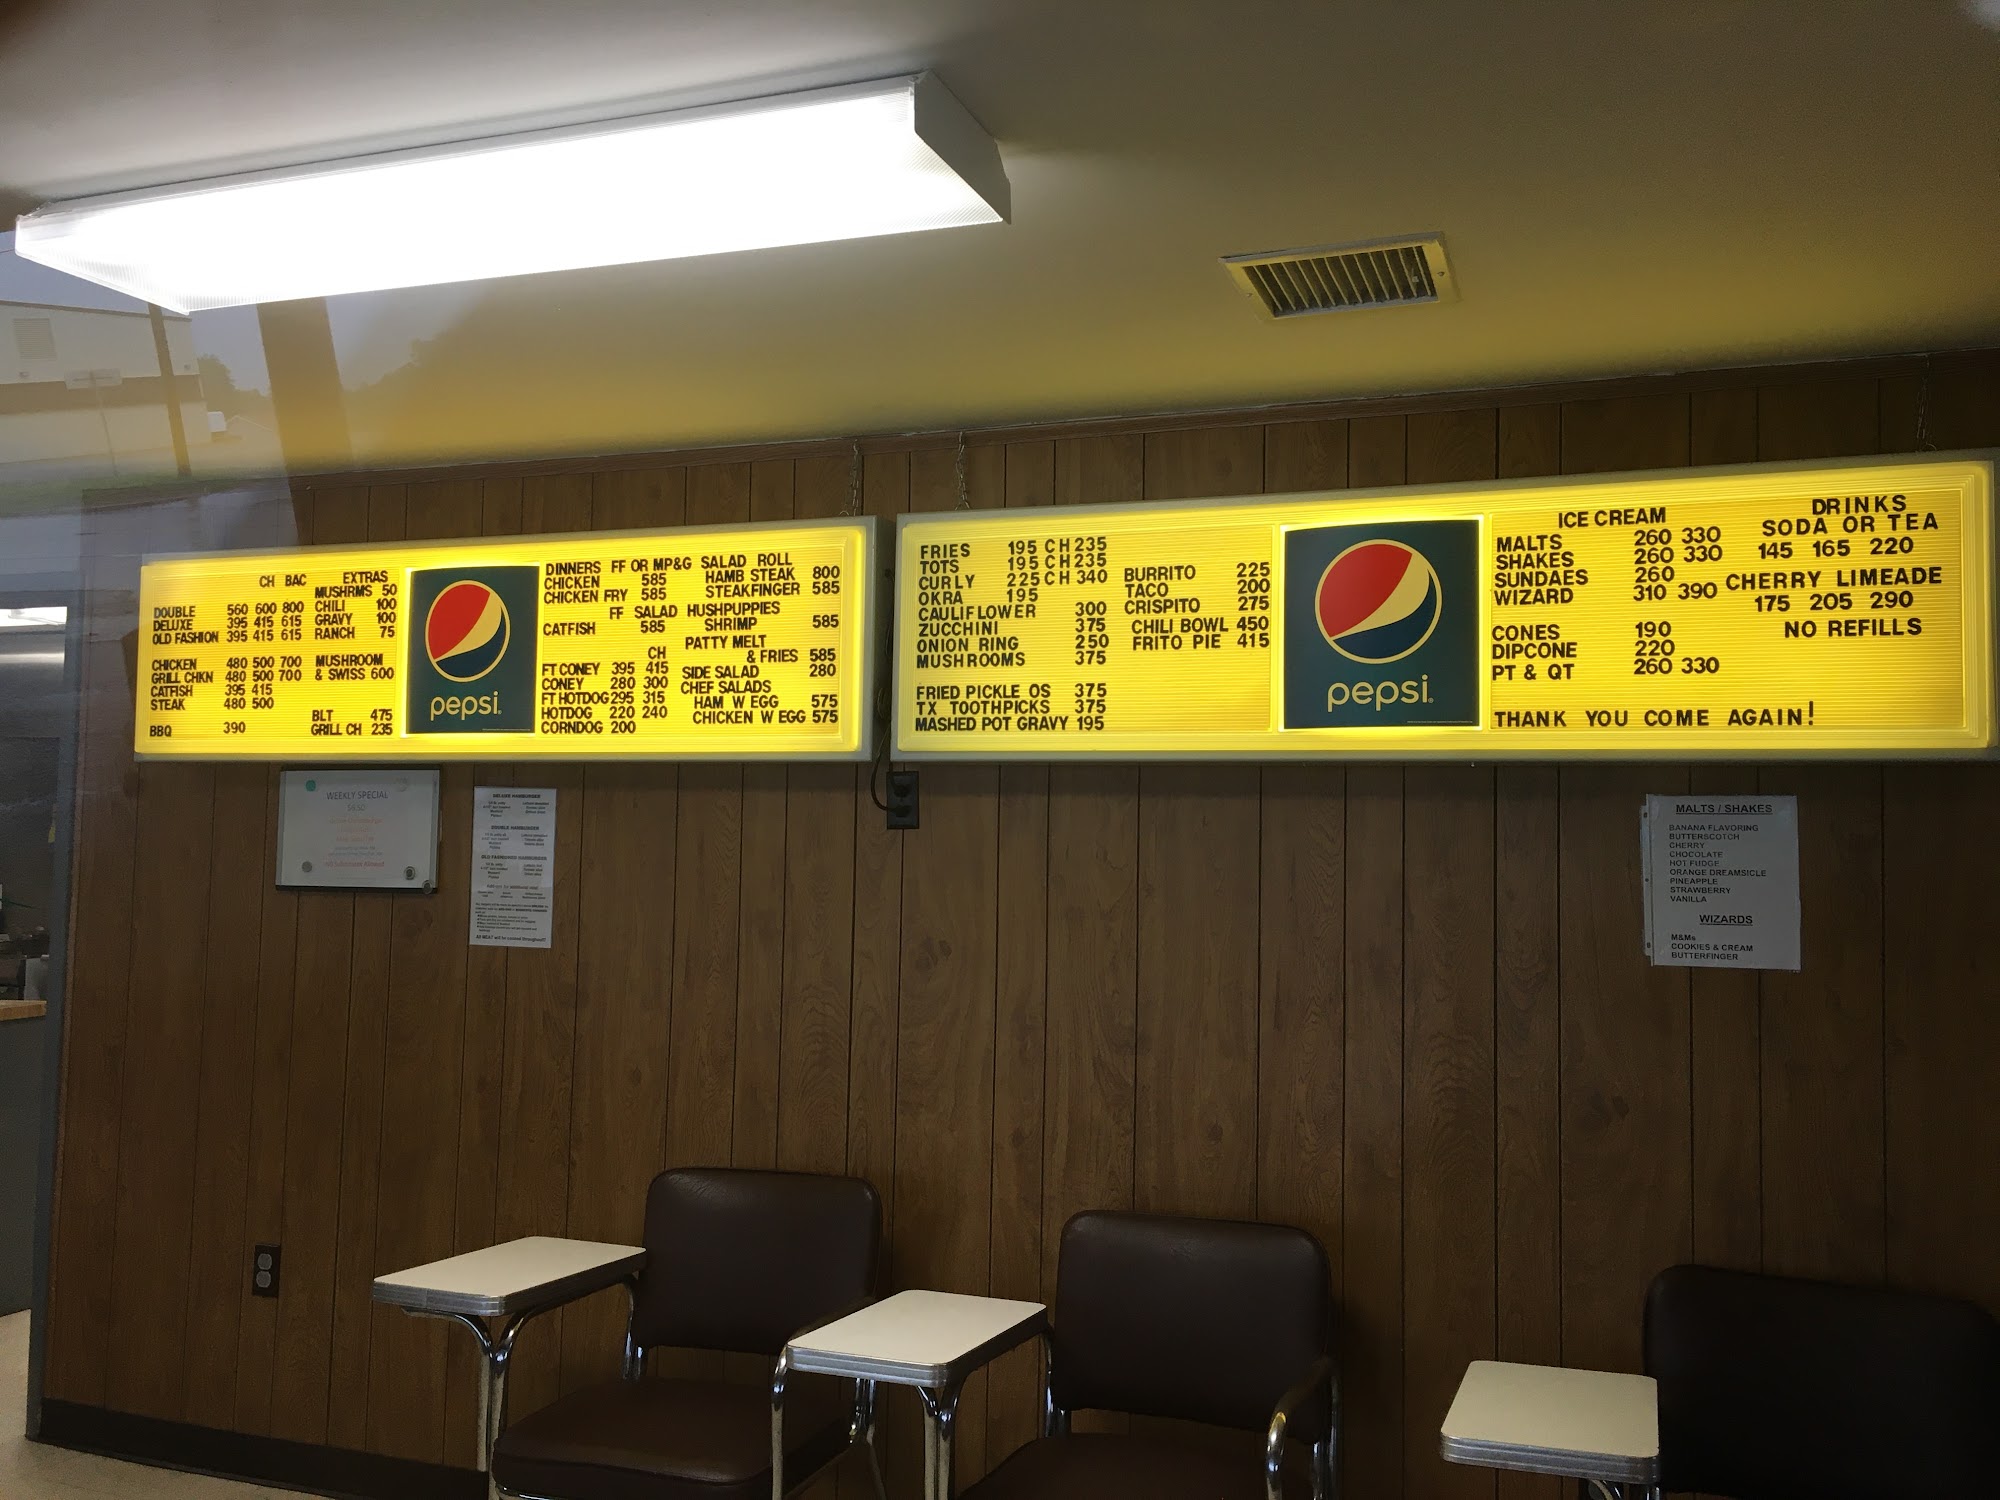 CH BAC
DOUBLE 560 600 800
DELUXE 395 415 615
OLD FASHION 395 415 615
CHICKEN 480 500 700
GRILL CHKN 480 500 700
CATFISH 395 415
STEAK 480 500
BBQ 390
EXTRAS
MUSHRMS 50
CHILI 100
GRAVY 100
RANCH 75
MUSHROOM
& SWISS 600
BLT 475
GRILL CH 235
pepsi
DINNERS FF OR MP&G SALAD ROLL
CHICKEN 585 HAMB STEAK 800
CHICKEN FRY 585 STEAKFINGER 585
FF SALAD HUSHPUPPIES
CATFISH 585 SHRIMP 585
CH
FT CONEY 395 415
CONEY 280 300
FT HOTDOG 295 315
HOTDOG 220 240
CORNDOG 200
PATTY MELT
& FRIES 585
SIDE SALAD 280
CHEF SALADS
HAM W EGG 575
CHICKEN W EGG 575
FRIES 195 CH 235
TOTS 195 CH 235
CURLY 225 CH 340
OKRA 195
CAULIFLOWER 300
ZUCCHINI 375
ONION RING 250
MUSHROOMS 375
FRIED PICKLE OS 375
TX TOOTHPICKS 375
MASHED POT GRAVY 195
BURRITO 225
TACO 200
CRISPITO 275
CHILI BOWL 450
FRITO PIE 415
pepsi
ICE CREAM
MALTS 260 330
SHAKES 260 330
SUNDAES 260
WIZARD 310 390
CONES 190
DIPCONE 220
PT & QT 260 330
THANK YOU COME AGAIN!
DRINKS
SODA OR TEA
145 165 220
CHERRY LIMEADE
175 205 290
NO REFILLS
WEEKLY SPECIAL
DELUXE HAMBURGER
DOUBLE HAMBURGER
OLD FASHIONED HAMBURGER
MALTS / SHAKES
BANANA FLAVORING
BUTTERSCOTCH
CHERRY
CHOCOLATE
HOT FUDGE
ORANGE DREAMSICLE
PINEAPPLE
STRAWBERRY
VANILLA
WIZARDS
M&Ms
COOKIES & CREAM
BUTTERFINGER